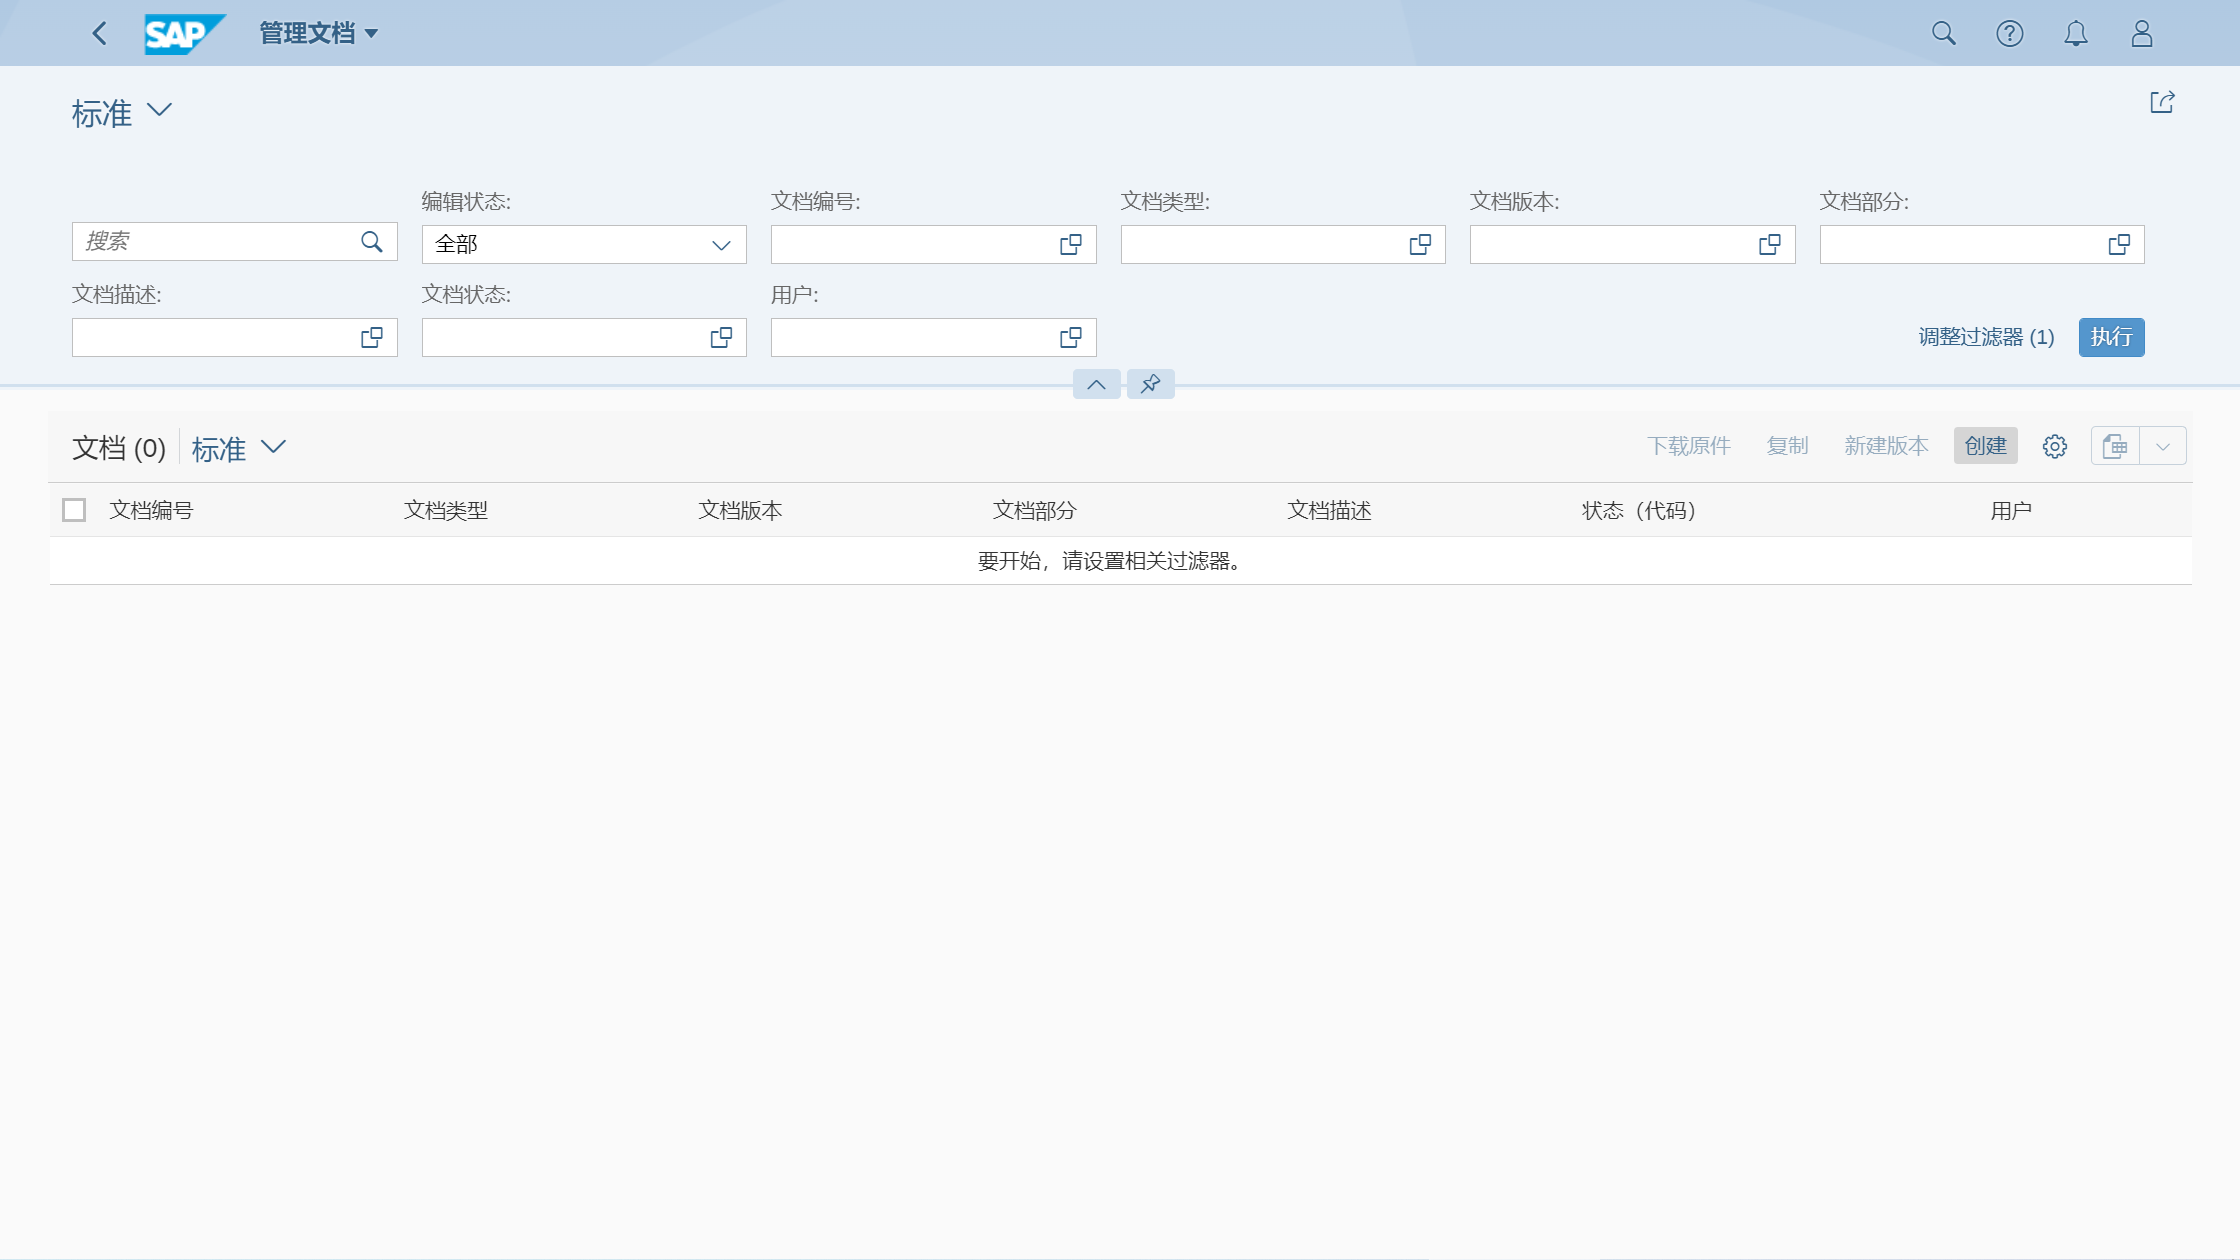 SAP 管理文档
标准
编辑状态: 文档编号: 文档类型: 文档版本: 文档部分:
搜索 全部
文档描述: 文档状态: 用户:
调整过滤器 (1) 执行
文档 (0) 标准 下载原件 复制 新建版本 创建
文档编号 文档类型 文档版本 文档部分 文档描述 状态（代码） 用户
要开始，请设置相关过滤器。